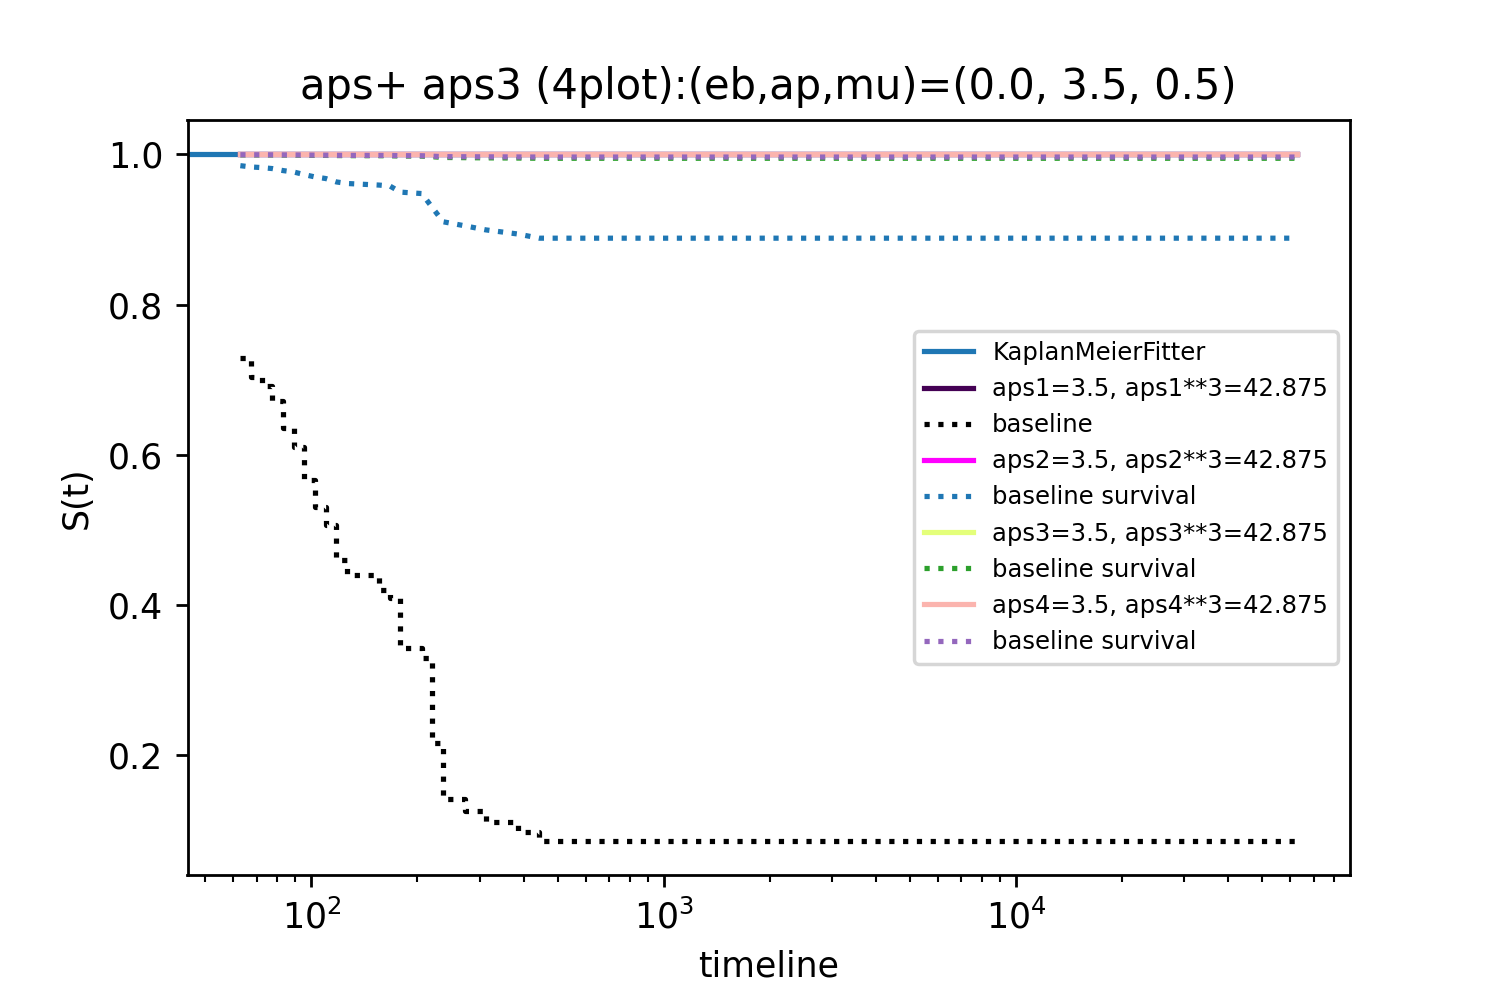 aps+ aps3 (4plot):(eb,ap,mu)=(0.0, 3.5, 0.5)
1.0
0.8
0.6
0.4
0.2
S(t)
KaplanMeierFitter
aps1=3.5, aps1**3=42.875
baseline
aps2=3.5, aps2**3=42.875
baseline survival
aps3=3.5, aps3**3=42.875
baseline survival
aps4=3.5, aps4**3=42.875
baseline survival
10² 10³ 10⁴
timeline